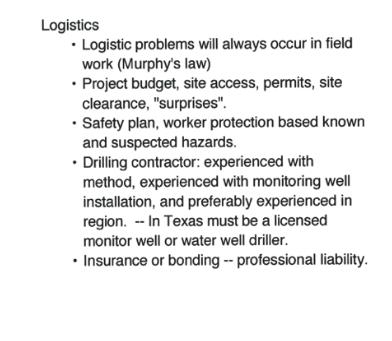 Logistics
• Logistic problems will always occur in field
work (Murphy's law)
• Project budget, site access, permits, site
clearance, "surprises".
• Safety plan, worker protection based known
and suspected hazards.
• Drilling contractor: experienced with
method, experienced with monitoring well
installation, and preferably experienced in
region. -- In Texas must be a licensed
monitor well or water well driller.
• Insurance or bonding -- professional liability.